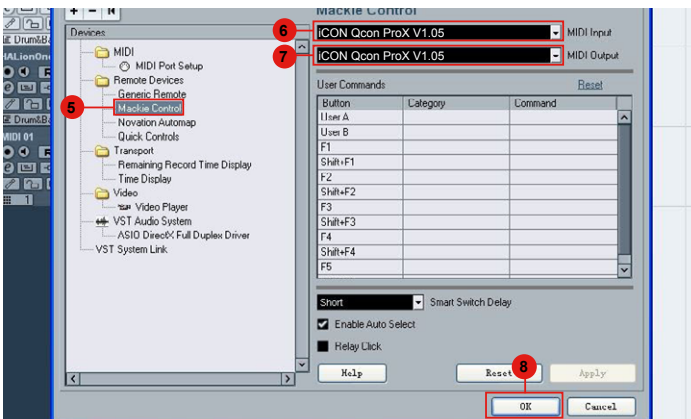 + - Mackie Control
Devices
6 iCON Qcon ProX V1.05 MIDI Input
7 iCON Qcon ProX V1.05 MIDI Output
MIDI
MIDI Port Setup
Remote Devices
Generic Remote
5 Mackie Control
Novation Automap
Quick Controls
Transport
Remaining Record Time Display
Time Display
Video
Video Player
VST Audio System
ASIO DirectX Full Duplex Driver
VST System Link
User Commands Reset
Button Category Command
User A
User B
F1
Shift+F1
F2
Shift+F2
F3
Shift+F3
F4
Shift+F4
F5
Short Smart Switch Delay
Enable Auto Select
Relay Click
Help Reset Apply
8
OK Cancel
HALionOne
MIDI 01
1